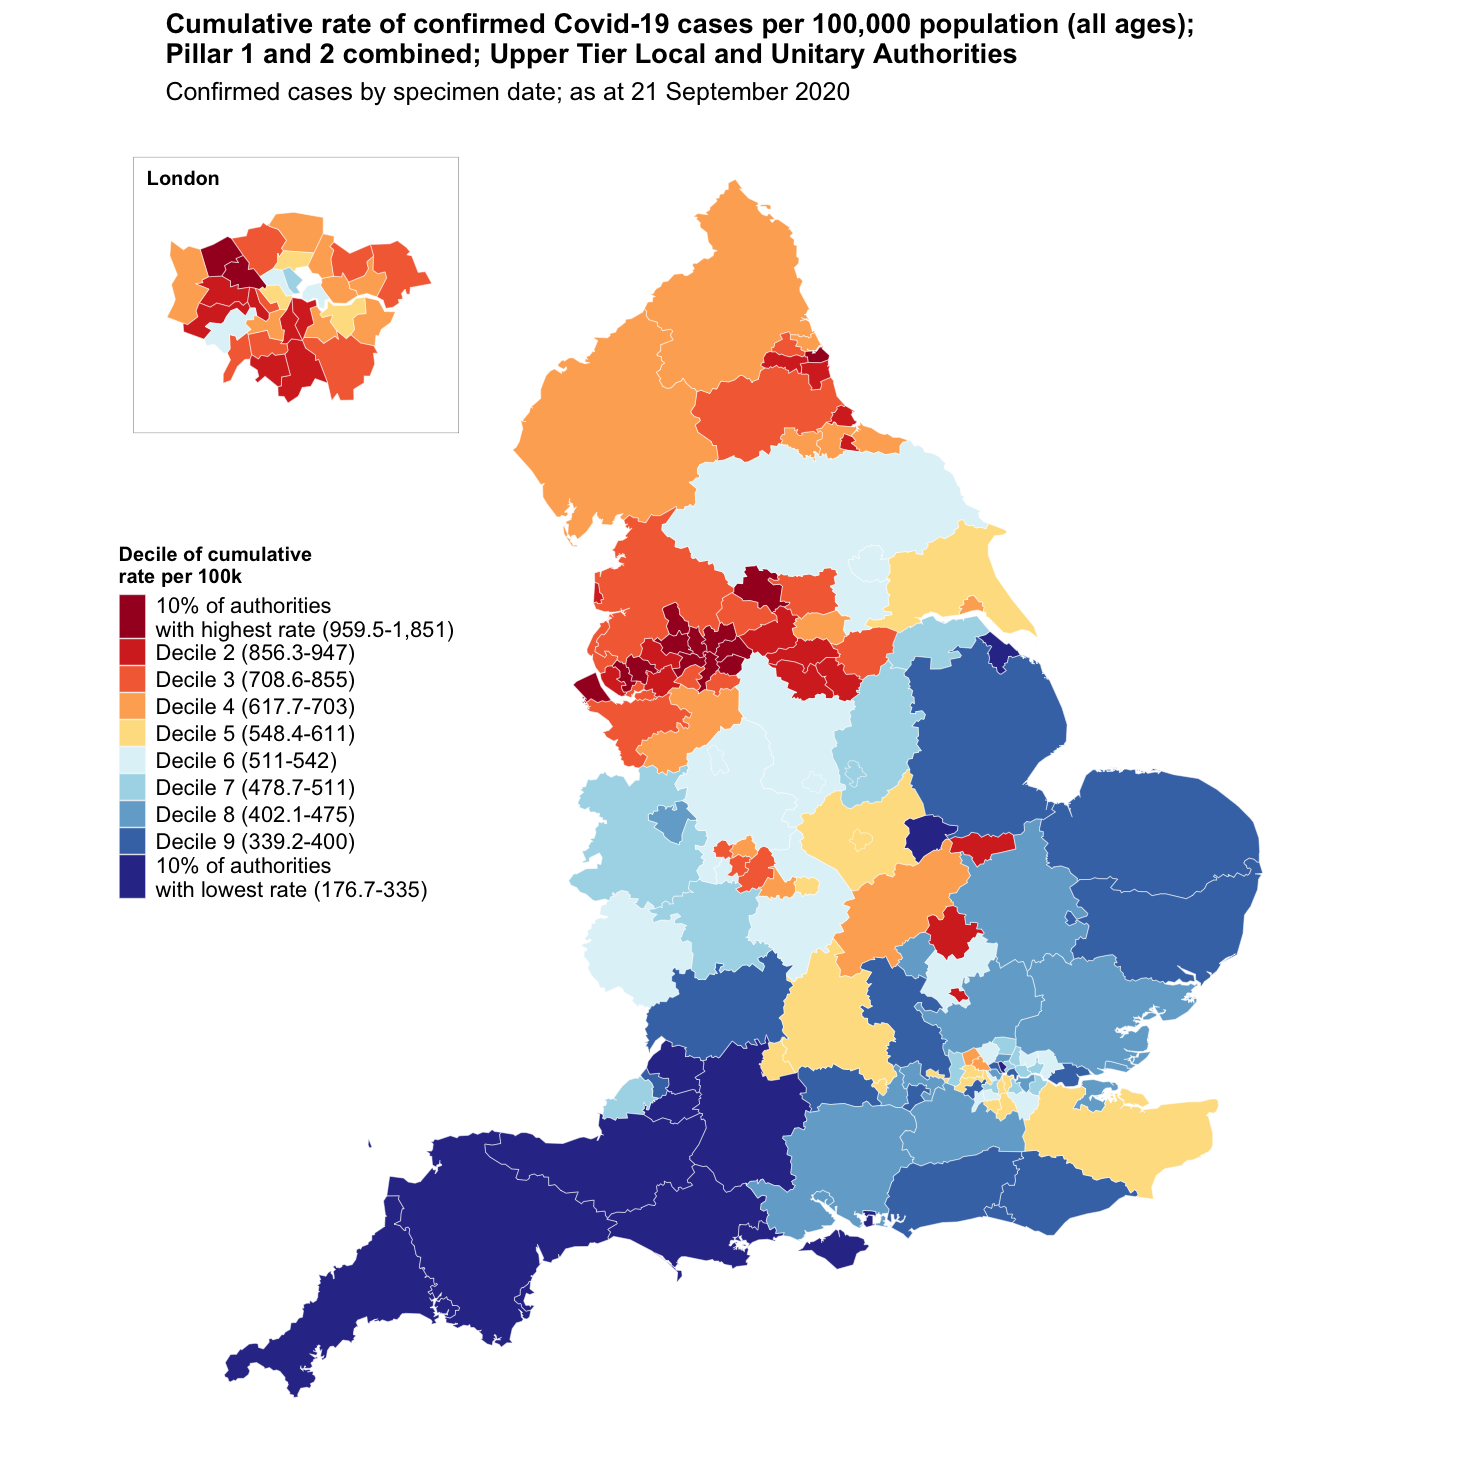 Cumulative rate of confirmed Covid-19 cases per 100,000 population (all ages);
Pillar 1 and 2 combined; Upper Tier Local and Unitary Authorities
Confirmed cases by specimen date; as at 21 September 2020
London
Decile of cumulative
rate per 100k
10% of authorities
with highest rate (959.5-1,851)
Decile 2 (856.3-947)
Decile 3 (708.6-855)
Decile 4 (617.7-703)
Decile 5 (548.4-611)
Decile 6 (511-542)
Decile 7 (478.7-511)
Decile 8 (402.1-475)
Decile 9 (339.2-400)
10% of authorities
with lowest rate (176.7-335)